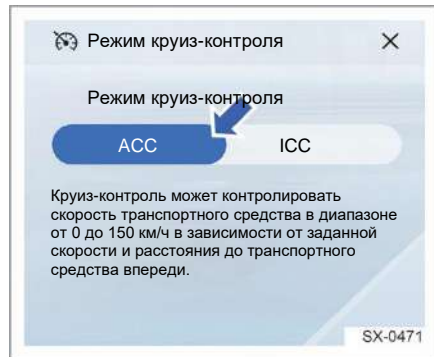 Режим круиз-контроля
Режим круиз-контроля
ACC ICC
Круиз-контроль может контролировать
скорость транспортного средства в диапазоне
от 0 до 150 км/ч в зависимости от заданной
скорости и расстояния до транспортного
средства впереди.
SX-0471